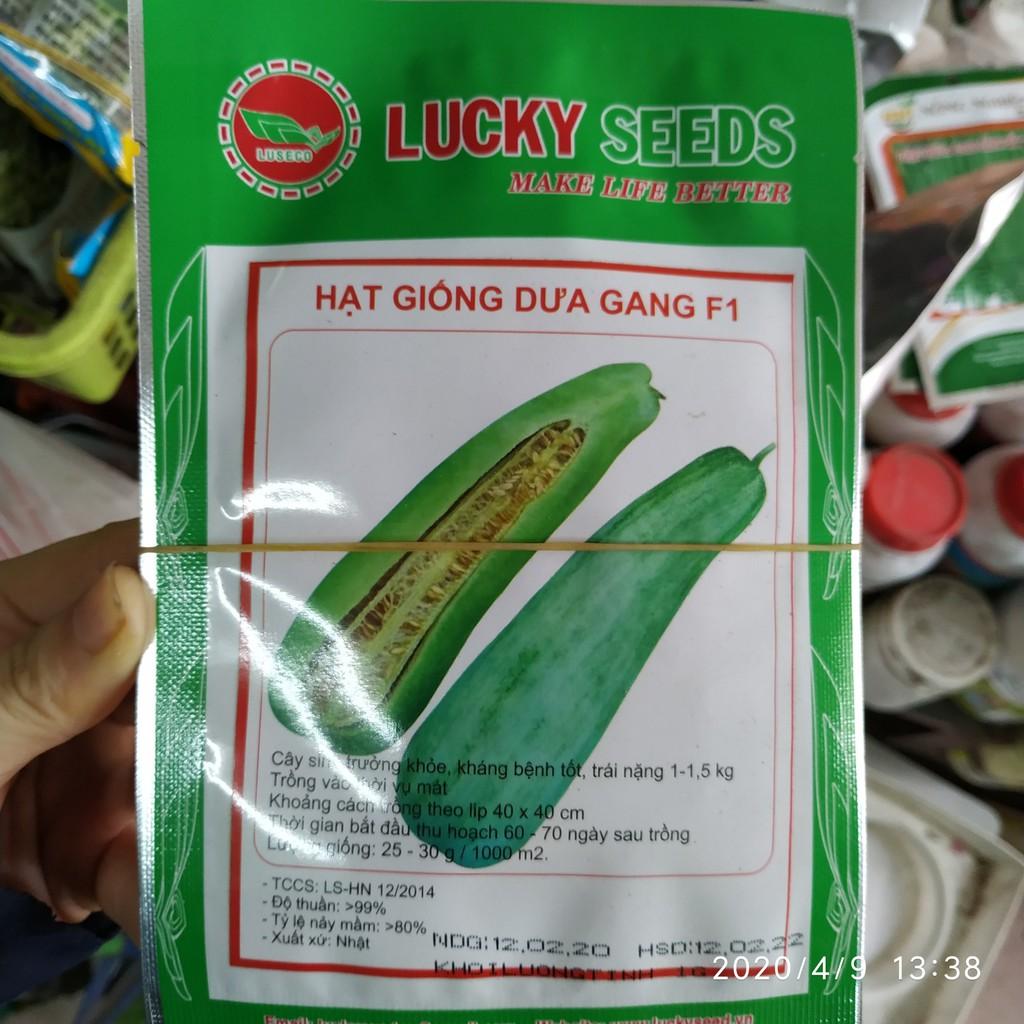 LUSECO
LUCKY SEEDS
MAKE LIFE BETTER
HẠT GIỐNG DƯA GANG F1
Cây sinh trưởng khỏe, kháng bệnh tốt, trái nặng 1-1,5 kg
Trồng vào thời vụ mát
Khoảng cách trồng theo líp 40 x 40 cm
Thời gian bắt đầu thu hoạch 60 - 70 ngày sau trồng
Lượng giống: 25 - 30 g / 1000 m2.
- TCCS: LS-HN 12/2014
- Độ thuần: >99%
- Tỷ lệ nảy mầm: >80%
- Xuất xứ: Nhật
NDG:12,02,20 HSD:12,02,22
KHOILUONGTINH
2020/4/9 13:38